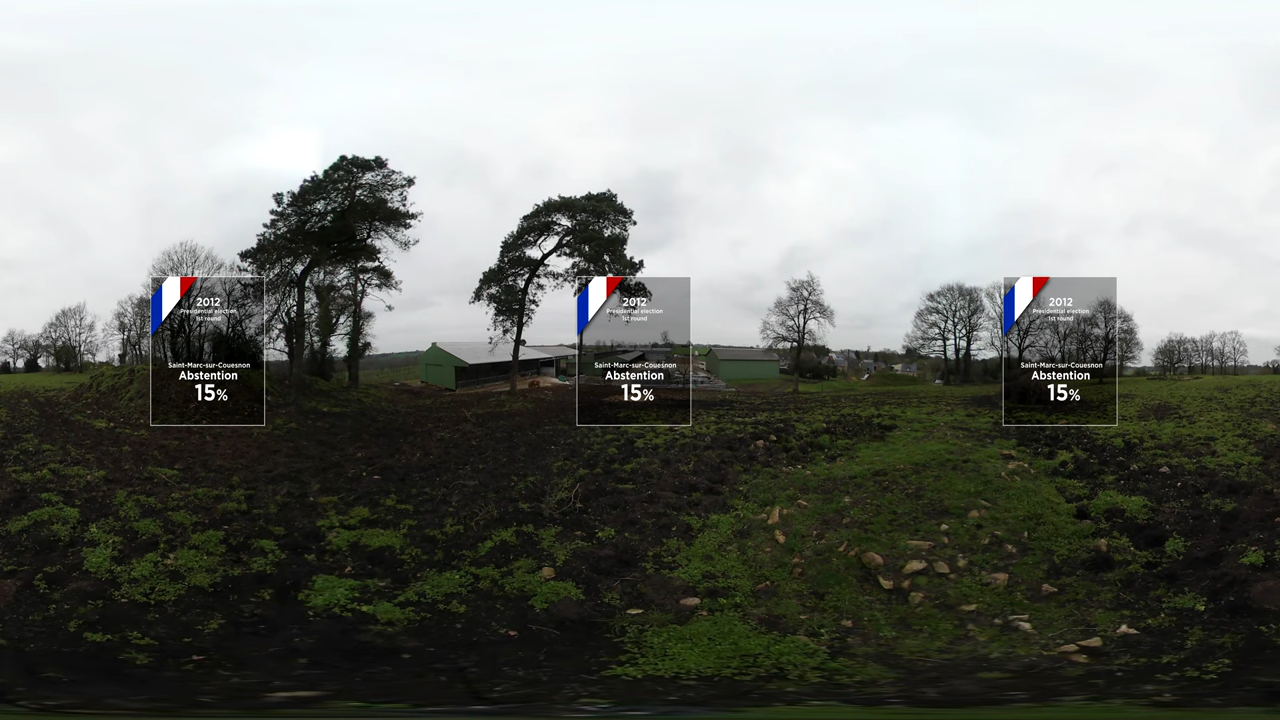 2012
Presidential election
1st round
Saint-Marc-sur-Couesnon
Abstention
15%
2012
Presidential election
1st round
Saint-Marc-sur-Couesnon
Abstention
15%
2012
Presidential election
1st round
Saint-Marc-sur-Couesnon
Abstention
15%